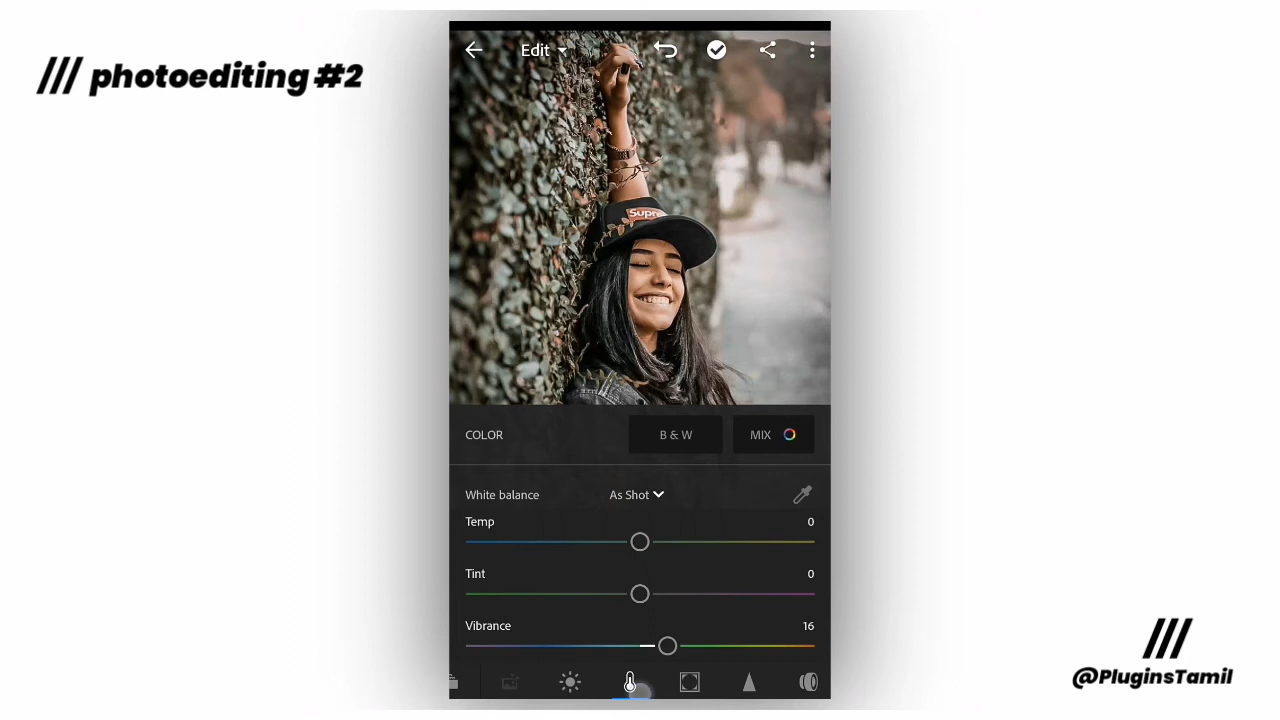 /// photoediting #2
Edit
Supre
COLOR
B & W
MIX
White balance
As Shot
Temp
0
Tint
0
Vibrance
16
///
@PluginsTamil